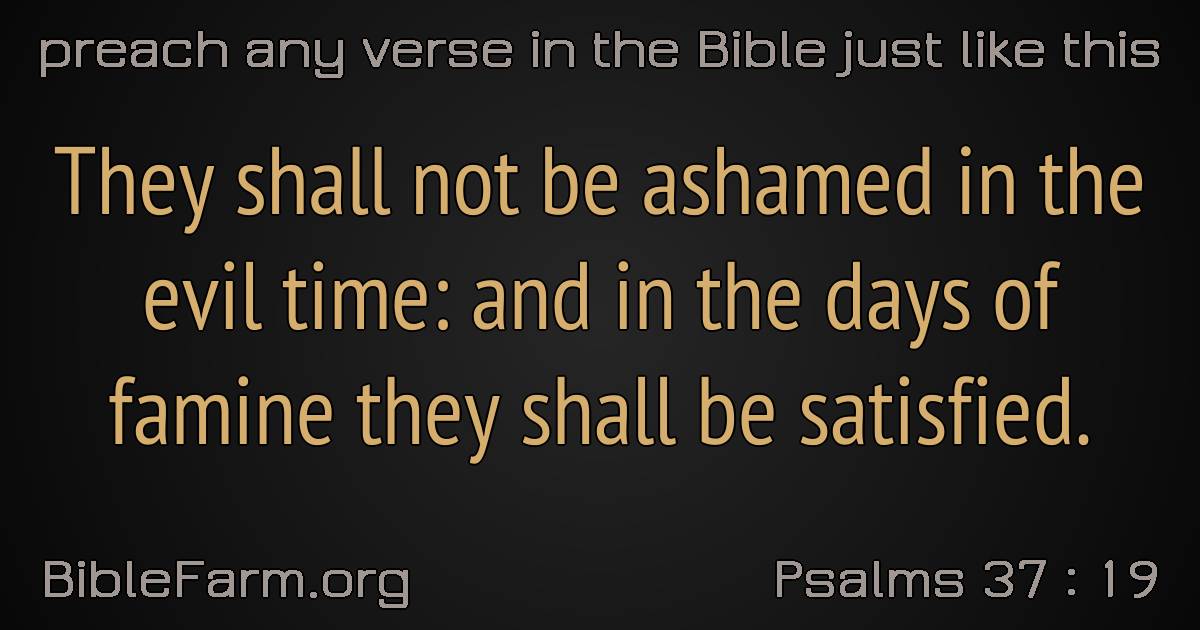 preach any verse in the Bible just like this
They shall not be ashamed in the
evil time: and in the days of
famine they shall be satisfied.
BibleFarm.org
Psalms 37 : 19